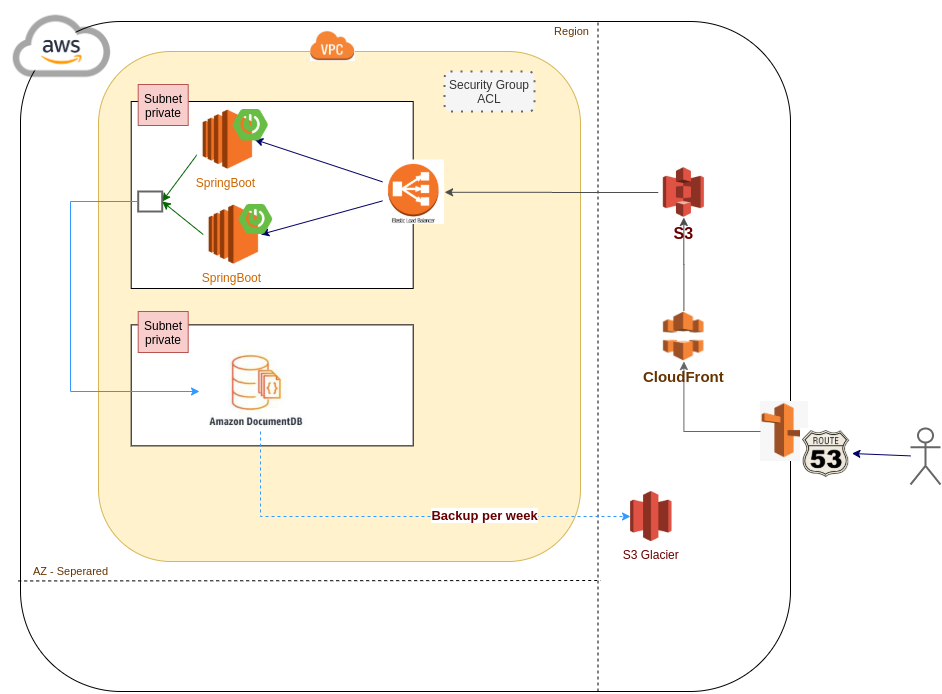 aws
VPC
Region
Security Group
ACL
Subnet
private
SpringBoot
Elastic Load Balancer
SpringBoot
S3
Subnet
private
Amazon DocumentDB
CloudFront
ROUTE
53
Backup per week
S3 Glacier
AZ - Seperared